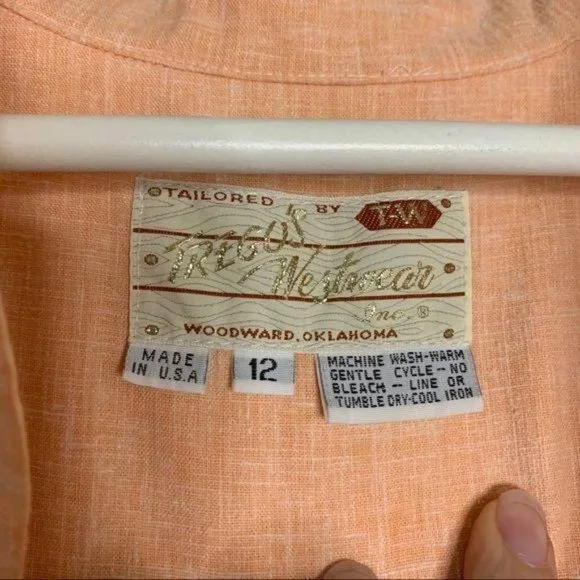 TAILORED BY T-W
TREGO'S
Westwear
Inc.®
WOODWARD, OKLAHOMA
MADE
IN U.S.A
12
MACHINE WASH-WARM
GENTLE CYCLE-NO
BLEACH -- LINE OR
TUMBLE DRY-COOL IRON